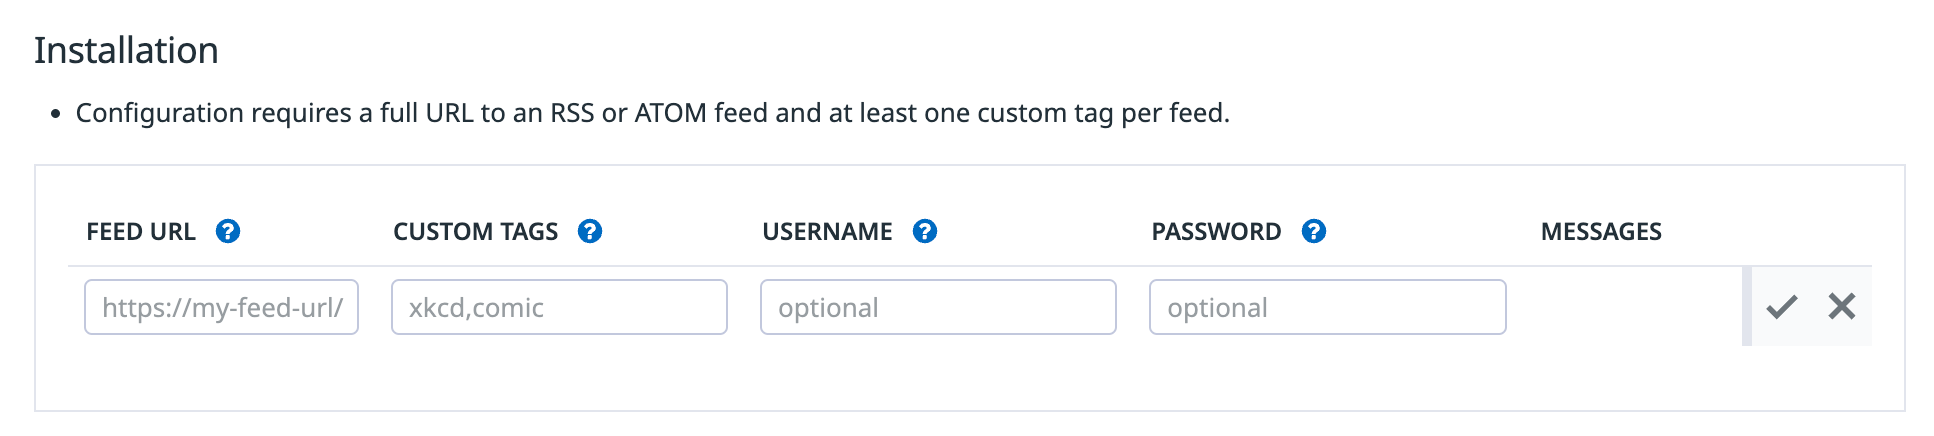 Installation
• Configuration requires a full URL to an RSS or ATOM feed and at least one custom tag per feed.
FEED URL ? CUSTOM TAGS ? USERNAME ? PASSWORD ? MESSAGES
https://my-feed-url/ xkcd,comic optional optional